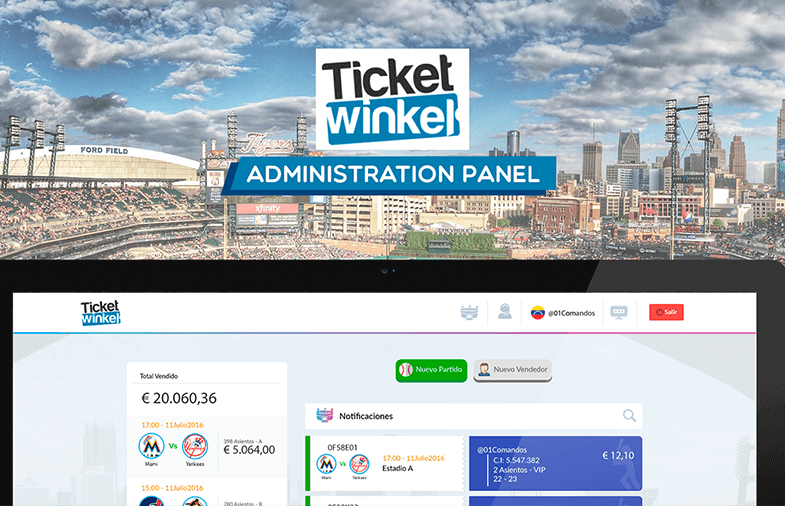 Ticket
winkel
FORD FIELD
Tigers
xfinity
ADMINISTRATION PANEL
Ticket
winkel
@01Comandos
Salir
Nuevo Partido
Nuevo Vendedor
Total Vendido
€ 20.060,36
17:00 - 11Julio2016
Vs
Miami
Yankees
398 Asientos - A
€ 5.064,00
15:00 - 11Julio2016
780 Asientos - B
Notificaciones
0F58E01
Vs
Miami
Yankees
17:00 - 11Julio2016
Estadio A
@01Comandos
C.I: 5.547.382
2 Asientos - VIP
22 - 23
€ 12,10